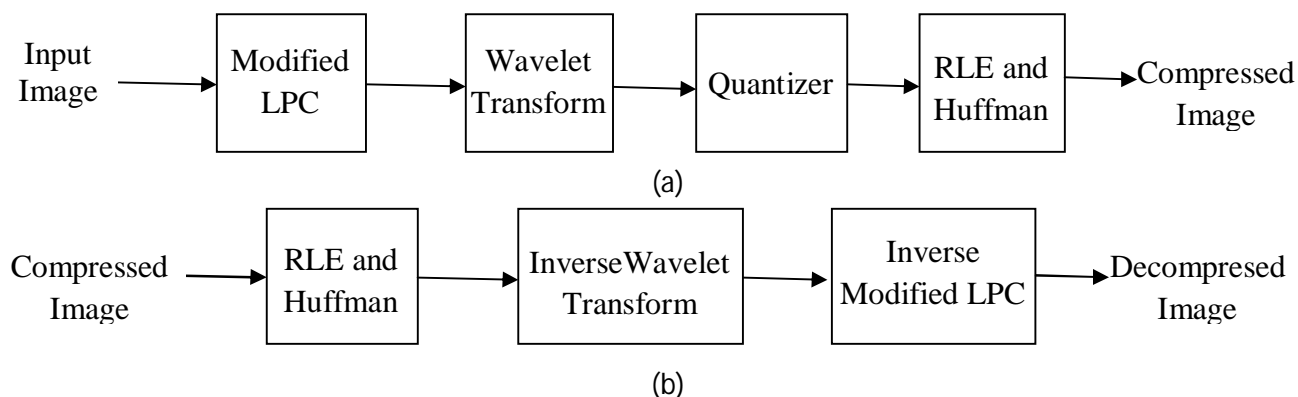 Input
Image
Modified
LPC
Wavelet
Transform
Quantizer
RLE and
Huffman
Compressed
Image
(a)
Compressed
Image
RLE and
Huffman
InverseWavelet
Transform
Inverse
Modified LPC
Decompresed
Image
(b)